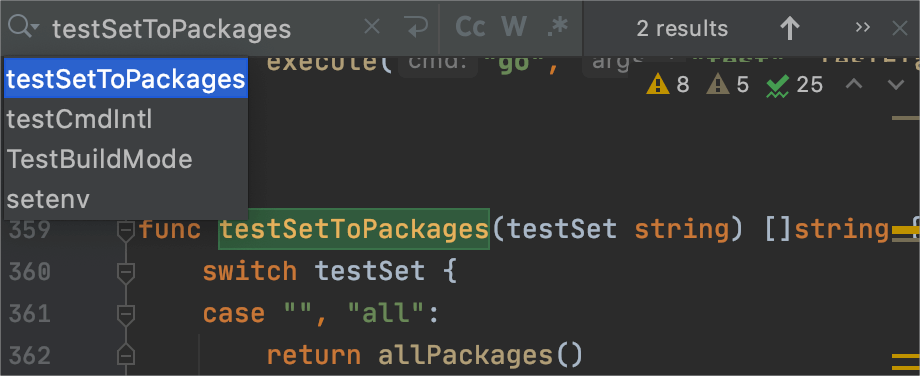 testSetToPackages Cc W .* 2 results
execute( cmd: "go", args
testSetToPackages
8 5 25
testCmdIntl
TestBuildMode
setenv
359 func testSetToPackages(testSet string) []string {
360 switch testSet {
361 case "", "all":
362 return allPackages()